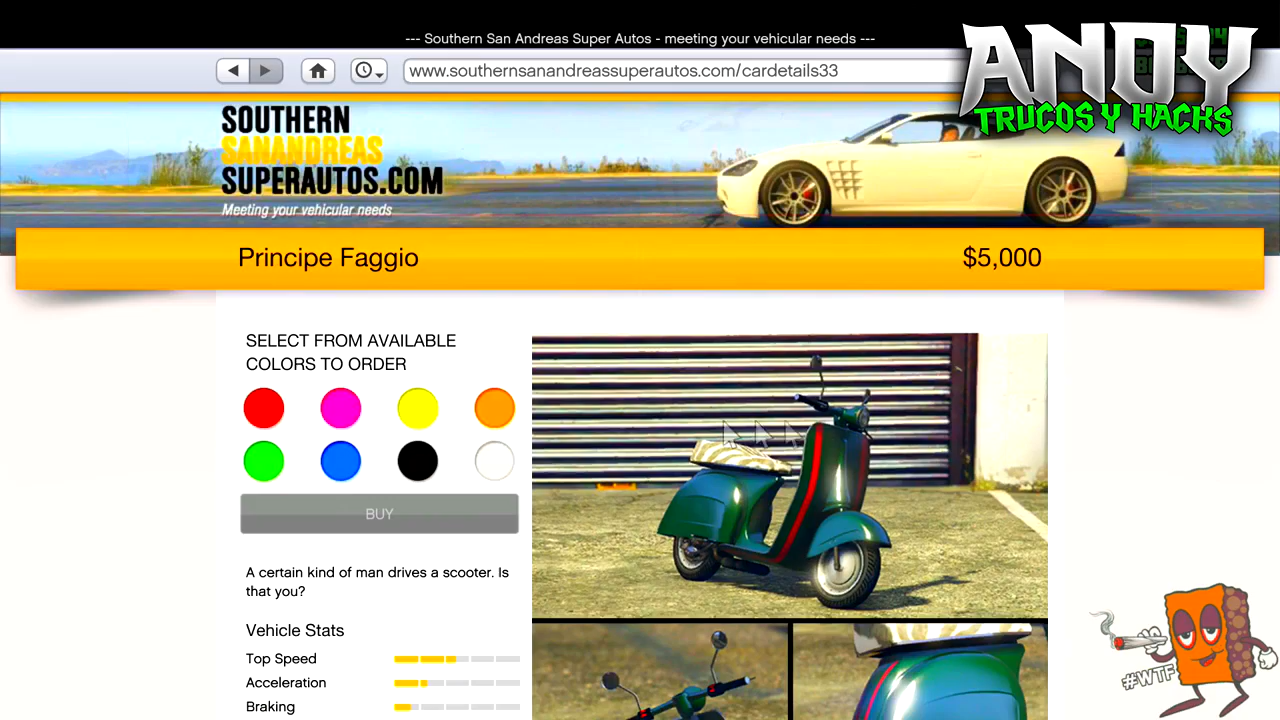 --- Southern San Andreas Super Autos - meeting your vehicular needs ---
www.southernsanandreassuperautos.com/cardetails33
ANDY
TRUCOS Y HACKS
SOUTHERN
SANANDREAS
SUPERAUTOS.COM
Meeting your vehicular needs
Principe Faggio
$5,000
SELECT FROM AVAILABLE
COLORS TO ORDER
BUY
A certain kind of man drives a scooter. Is
that you?
Vehicle Stats
Top Speed
Acceleration
Braking
#WTF